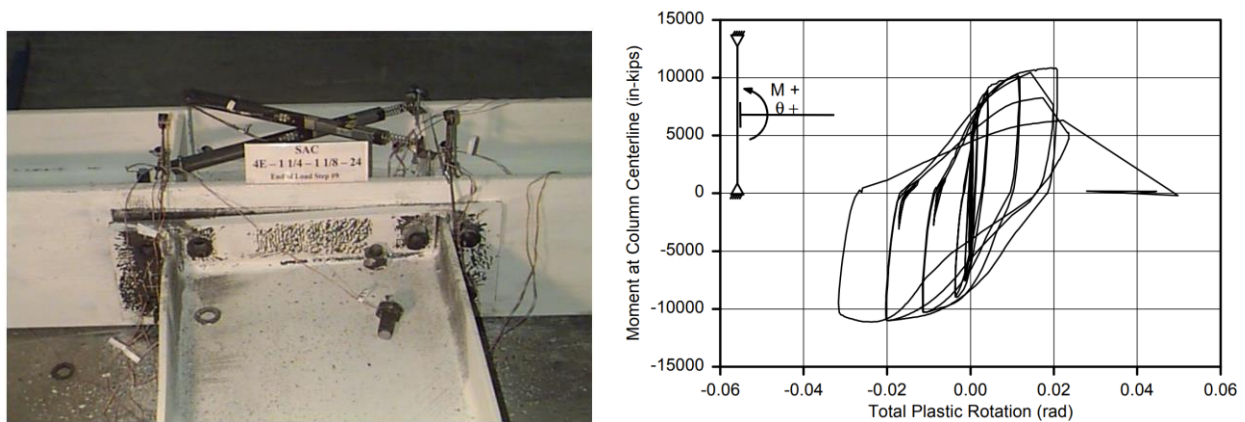 SAC
4E – 1 1/4 – 1 1/8 – 24
End of Load Step #9
15000
10000
5000
0
-5000
-10000
-15000
Moment at Column Centerline (in-kips)
M +
θ +
-0.06
-0.04
-0.02
0.00
0.02
0.04
0.06
Total Plastic Rotation (rad)